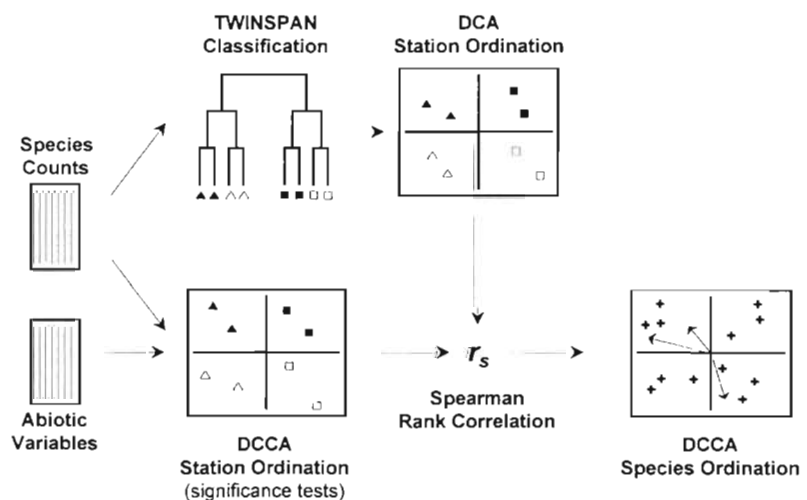 TWINSPAN
Classification
DCA
Station Ordination
Species
Counts
Abiotic
Variables
DCCA
Station Ordination
(significance tests)
rs
Spearman
Rank Correlation
DCCA
Species Ordination